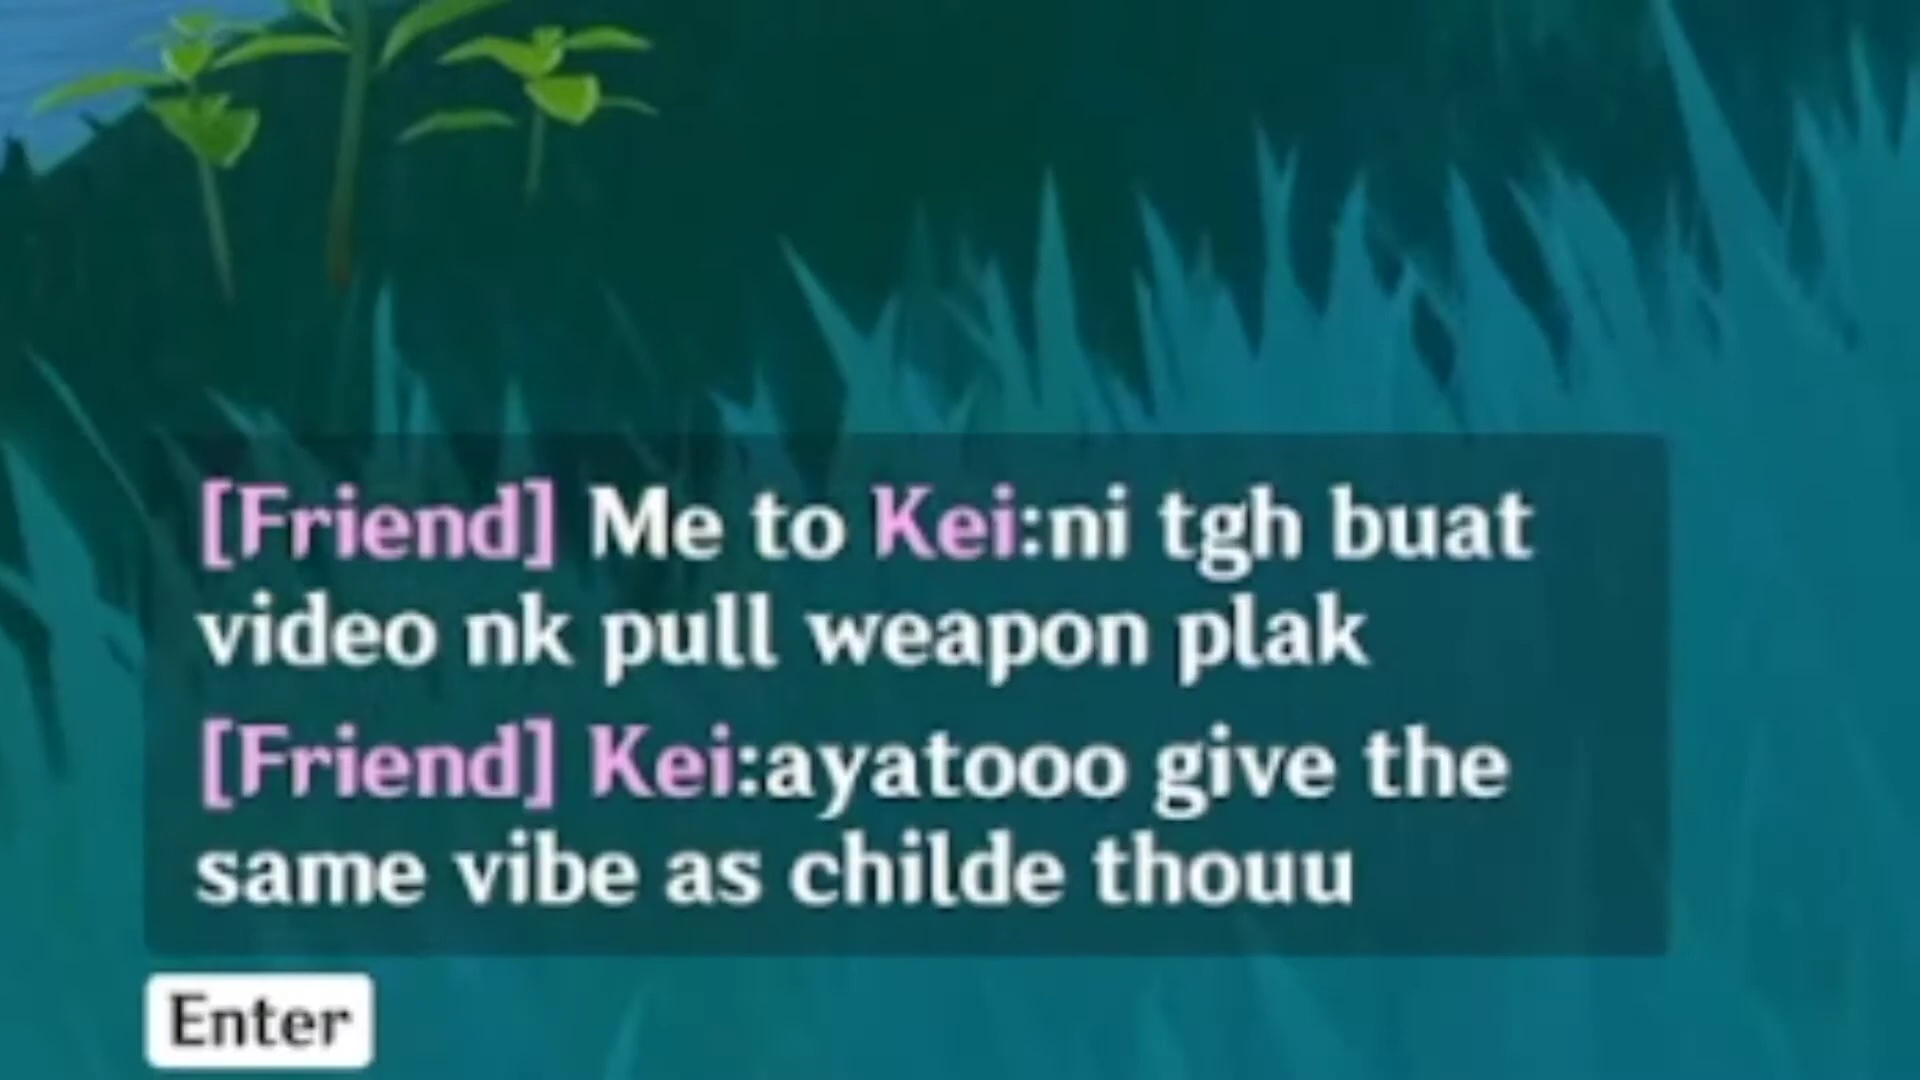 [Friend] Me to Kei:ni tgh buat
video nk pull weapon plak
[Friend] Kei:ayatooo give the
same vibe as childe thouu
Enter